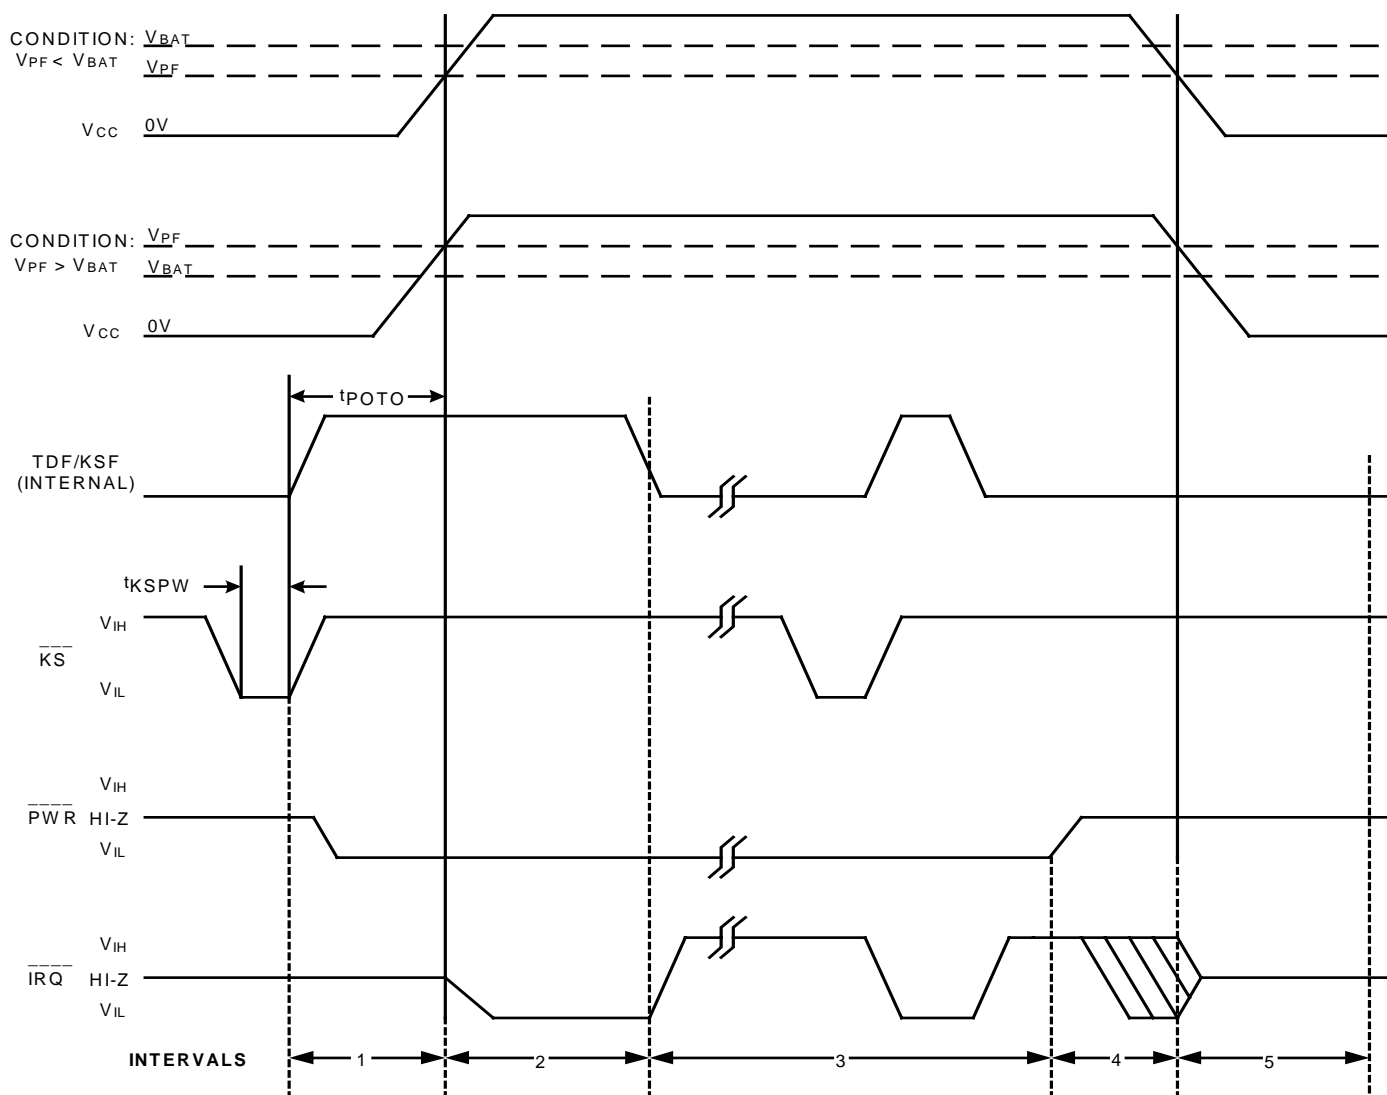 CONDITION: VBAT
VPF < VBAT
VPF
VCC 0V
CONDITION: VPF
VPF > VBAT VBAT
VCC 0V
tPOTO
TDF/KSF
(INTERNAL)
tKSPW
VIH
KS
VIL
VIH
PWR HI-Z
VIL
VIH
IRQ HI-Z
VIL
INTERVALS 1 2 3 4 5